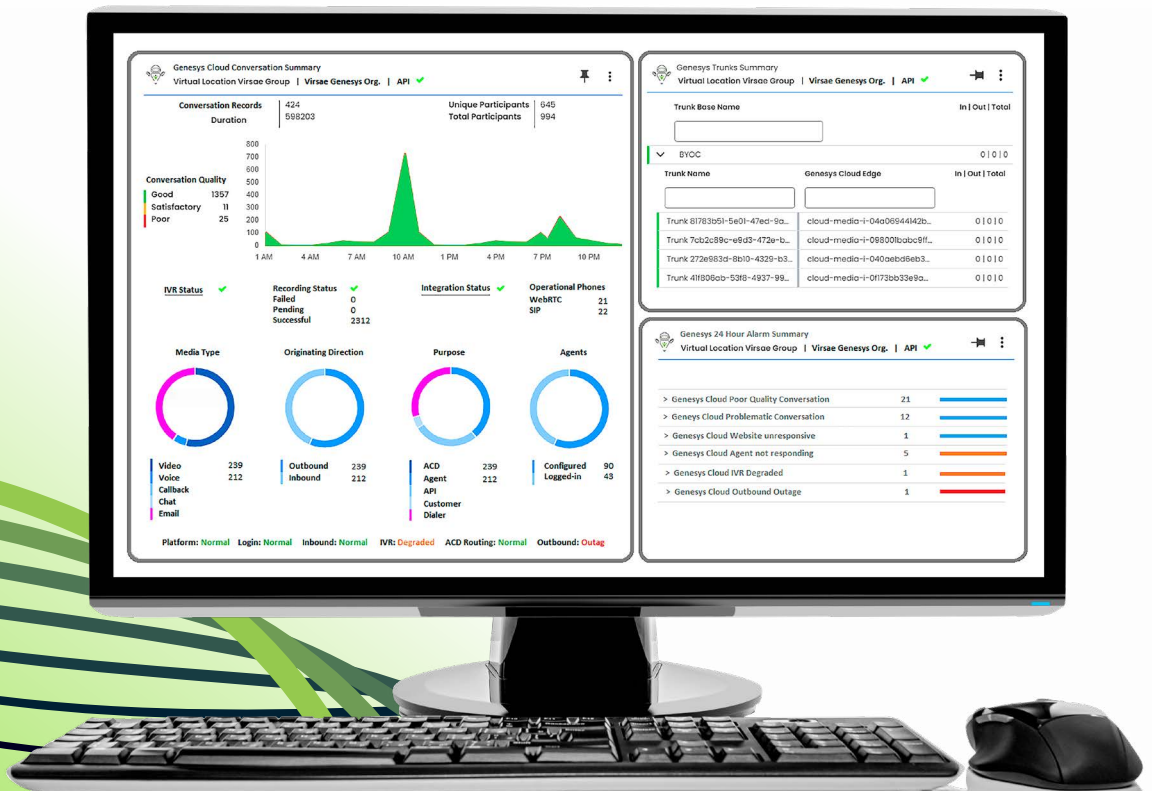 Genesys Cloud Conversation Summary
Virtual Location Virsae Group | Virsae Genesys Org. | API
Conversation Records 424
Duration 598203
Unique Participants 645
Total Participants 994
Conversation Quality
Good 1357
Satisfactory 11
Poor 25
800
700
600
500
400
300
200
100
0
1 AM 4 AM 7 AM 10 AM 1 PM 4 PM 7 PM 10 PM
IVR Status
Recording Status
Failed 0
Pending 0
Successful 2312
Integration Status
Operational Phones
WebRTC 21
SIP 22
Media Type
Video 239
Voice 212
Callback
Chat
Email
Originating Direction
Outbound 239
Inbound 212
Purpose
ACD 239
Agent 212
API
Customer
Dialer
Agents
Configured 90
Logged-in 43
Platform: Normal Login: Normal Inbound: Normal IVR: Degraded ACD Routing: Normal Outbound: Outag
Genesys Trunks Summary
Virtual Location Virsae Group | Virsae Genesys Org. | API
Trunk Base Name In | Out | Total
BYOC 0 | 0 | 0
Trunk Name Genesys Cloud Edge In | Out | Total
Trunk 81783b51-5e01-47ed-9a... cloud-media-i-04a06944142b... 0 | 0 | 0
Trunk 7cb2c89c-e9d3-472e-b... cloud-media-i-098001babc9ff... 0 | 0 | 0
Trunk 272e983d-8b10-4329-b3... cloud-media-i-040aebd6eb3... 0 | 0 | 0
Trunk 41f806ab-53f8-4937-99... cloud-media-i-0f173bb33e9a... 0 | 0 | 0
Genesys 24 Hour Alarm Summary
Virtual Location Virsae Group | Virsae Genesys Org. | API
> Genesys Cloud Poor Quality Conversation 21
> Genesys Cloud Problematic Conversation 12
> Genesys Cloud Website unresponsive 1
> Genesys Cloud Agent not responding 5
> Genesys Cloud IVR Degraded 1
> Genesys Cloud Outbound Outage 1